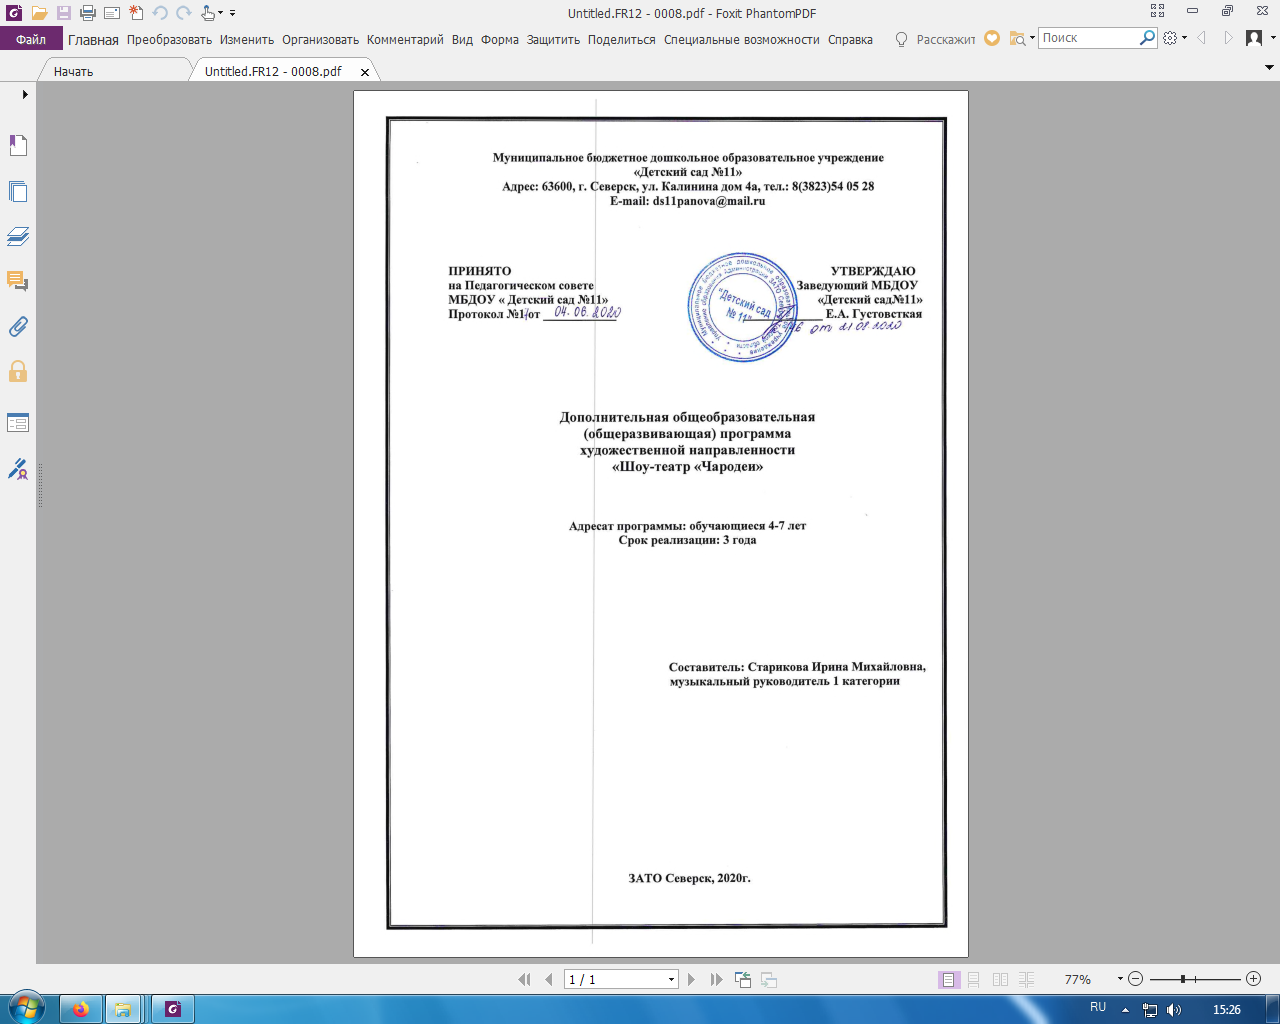 Untitled.FR12 - 0008.pdf - Foxit PhantomPDF
Файл Главная Преобразовать Изменить Организовать Комментарий Вид Форма Защитить Поделиться Специальные возможности Справка Расскажит Поиск
Начать Untitled.FR12 - 0008.pdf
Муниципальное бюджетное дошкольное образовательное учреждение
«Детский сад №11»
Адрес: 63600, г. Северск, ул. Калинина дом 4а, тел.: 8(3823)54 05 28
E-mail: ds11panova@mail.ru
ПРИНЯТО
на Педагогическом совете
МБДОУ « Детский сад №11»
Протокол №1 от 04.06.2020
УТВЕРЖДАЮ
Заведующий МБДОУ
«Детский сад№11»
Е.А. Густовсткая
от 21.08.2020
"Детский сад
№ 11"
Дополнительная общеобразовательная
(общеразвивающая) программа
художественной направленности
«Шоу-театр «Чародеи»
Адресат программы: обучающиеся 4-7 лет
Срок реализации: 3 года
Составитель: Старикова Ирина Михайловна,
музыкальный руководитель 1 категории
ЗАТО Северск, 2020г.
1 / 1
77%
RU 15:26